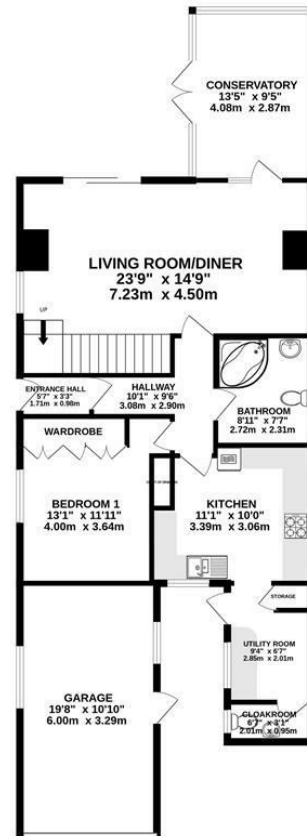 CONSERVATORY
13'5" x 9'5"
4.08m x 2.87m
LIVING ROOM/DINER
23'9" x 14'9"
7.23m x 4.50m
UP
ENTRANCE HALL
5'7" x 3'3"
1.71m x 0.98m
HALLWAY
10'1" x 9'6"
3.08m x 2.90m
BATHROOM
8'11" x 7'7"
2.72m x 2.31m
WARDROBE
BEDROOM 1
13'1" x 11'11"
4.00m x 3.64m
KITCHEN
11'1" x 10'0"
3.39m x 3.06m
STORAGE
UTILITY ROOM
9'4" x 6'7"
2.85m x 2.01m
GARAGE
19'8" x 10'10"
6.00m x 3.29m
CLOAKROOM
6'7" x 3'1"
2.01m x 0.95m